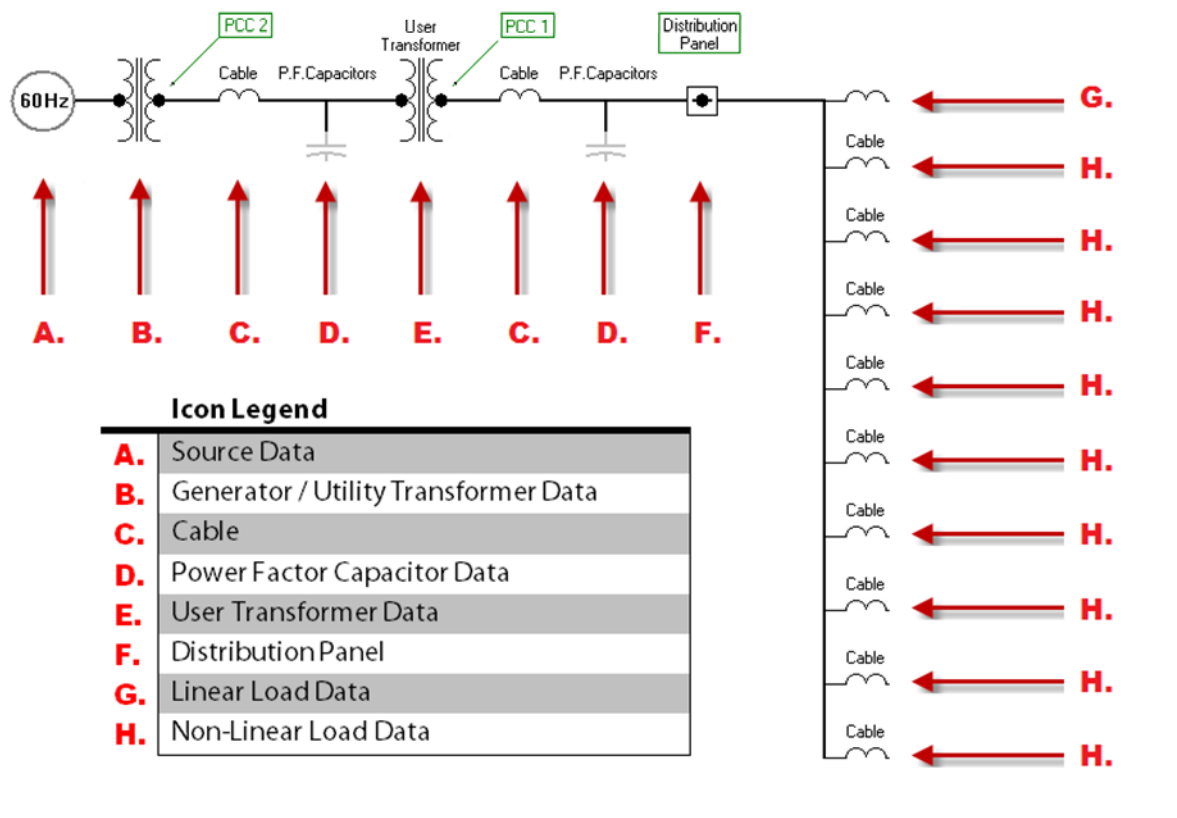 PCC 2
User
Transformer
PCC 1
Distribution
Panel
Cable
P.F.Capacitors
Cable
P.F.Capacitors
60Hz
G.
Cable
H.
Cable
H.
Cable
H.
Cable
H.
Cable
H.
Cable
H.
Cable
H.
Cable
H.
Cable
H.
A.
B.
C.
D.
E.
C.
D.
F.
Icon Legend
A. Source Data
B. Generator / Utility Transformer Data
C. Cable
D. Power Factor Capacitor Data
E. User Transformer Data
F. Distribution Panel
G. Linear Load Data
H. Non-Linear Load Data